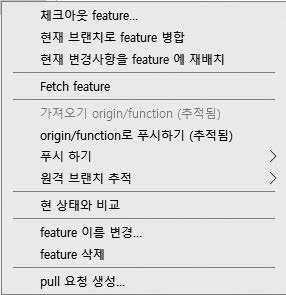 체크아웃 feature...
현재 브랜치로 feature 병합
현재 변경사항을 feature 에 재배치
Fetch feature
가져오기 origin/function (추적됨)
origin/function로 푸시하기 (추적됨)
푸시 하기
원격 브랜치 추적
현 상태와 비교
feature 이름 변경...
feature 삭제
pull 요청 생성...